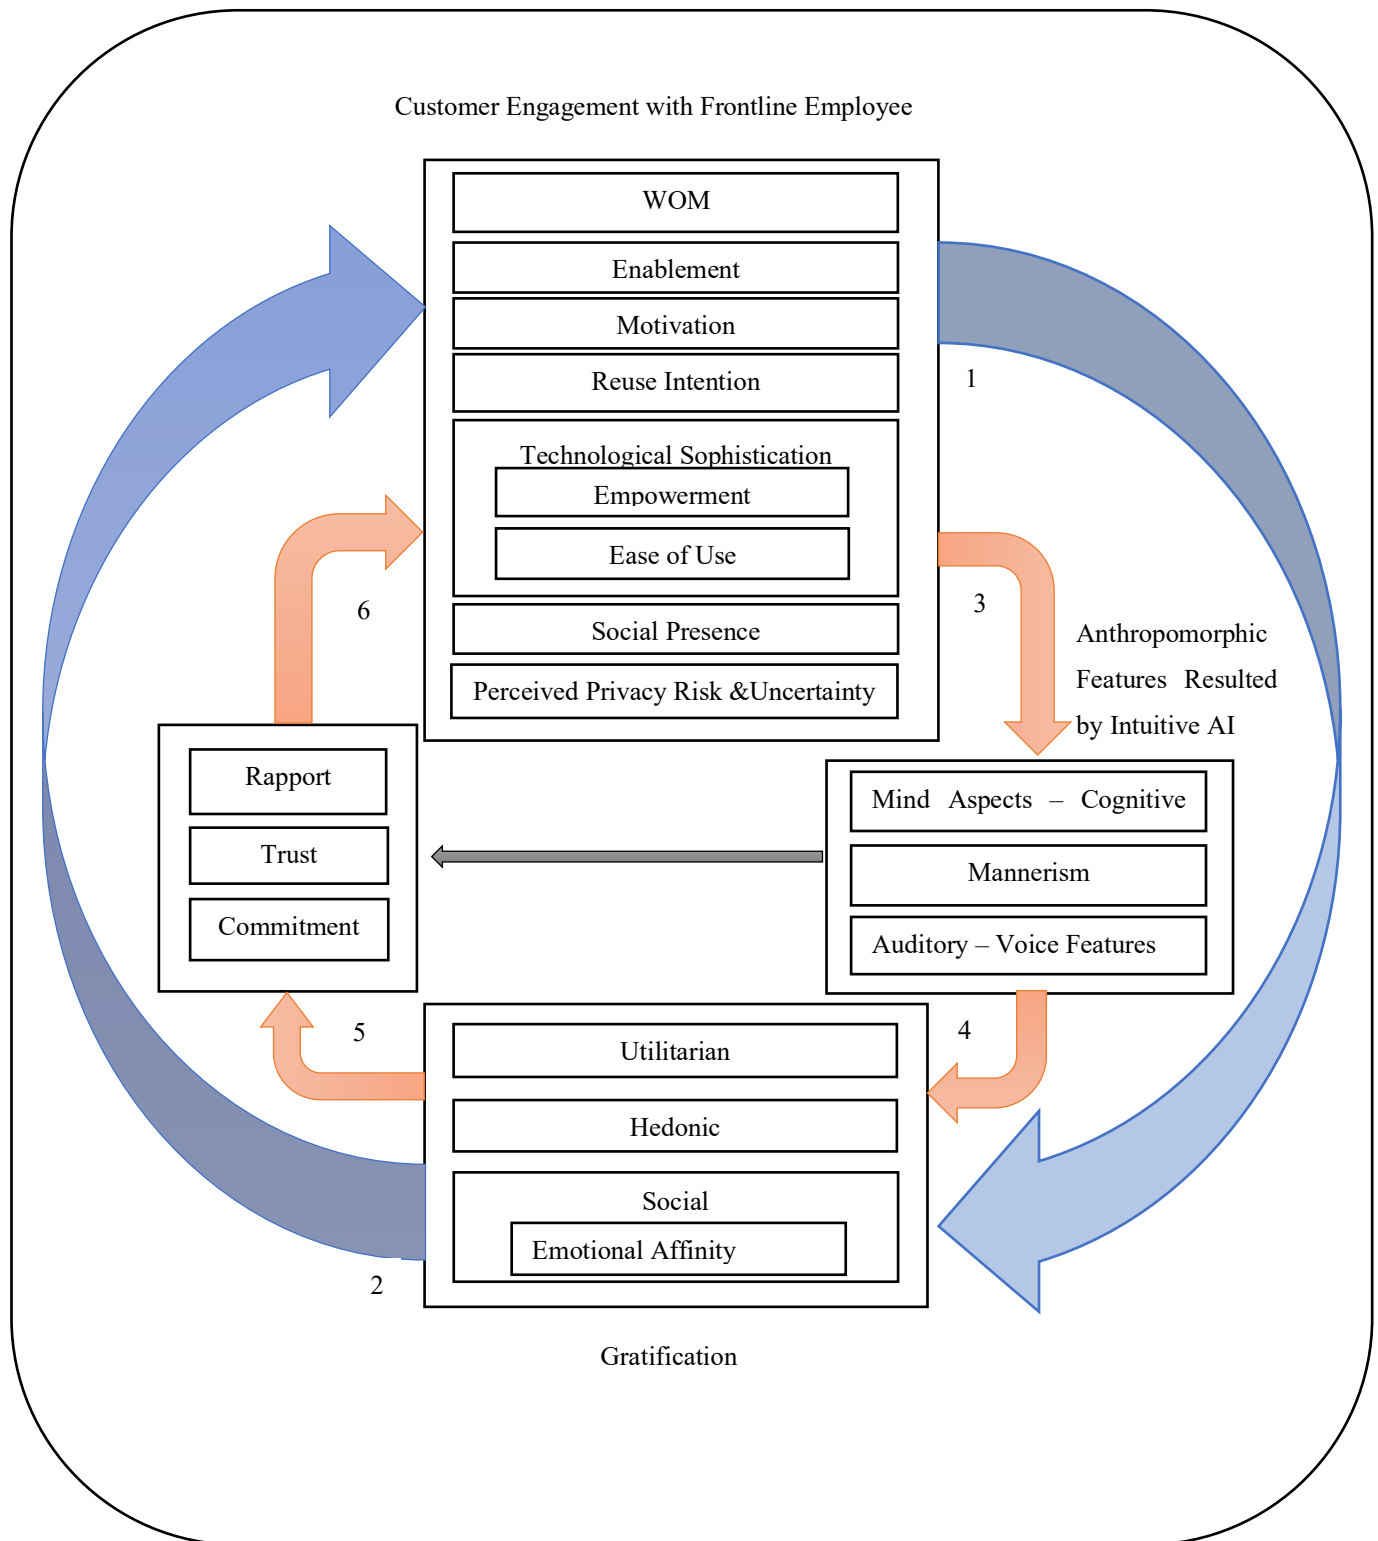 Customer Engagement with Frontline Employee
WOM
Enablement
Motivation
Reuse Intention
1
Technological Sophistication
Empowerment
Ease of Use
3
6
Social Presence
Anthropomorphic
Features Resulted
by Intuitive AI
Perceived Privacy Risk &Uncertainty
Rapport
Trust
Commitment
Mind Aspects – Cognitive
Mannerism
Auditory – Voice Features
5
4
Utilitarian
Hedonic
Social
Emotional Affinity
2
Gratification